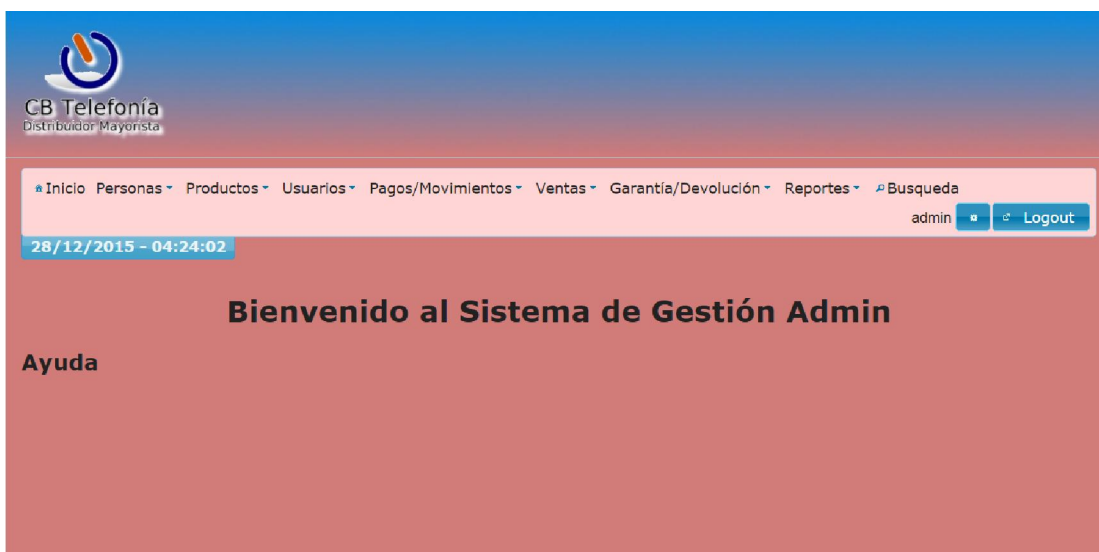 CB Telefonía
Distribuidor Mayorista
Inicio Personas Productos Usuarios Pagos/Movimientos Ventas Garantía/Devolución Reportes Busqueda
admin Logout
28/12/2015 - 04:24:02
Bienvenido al Sistema de Gestión Admin
Ayuda